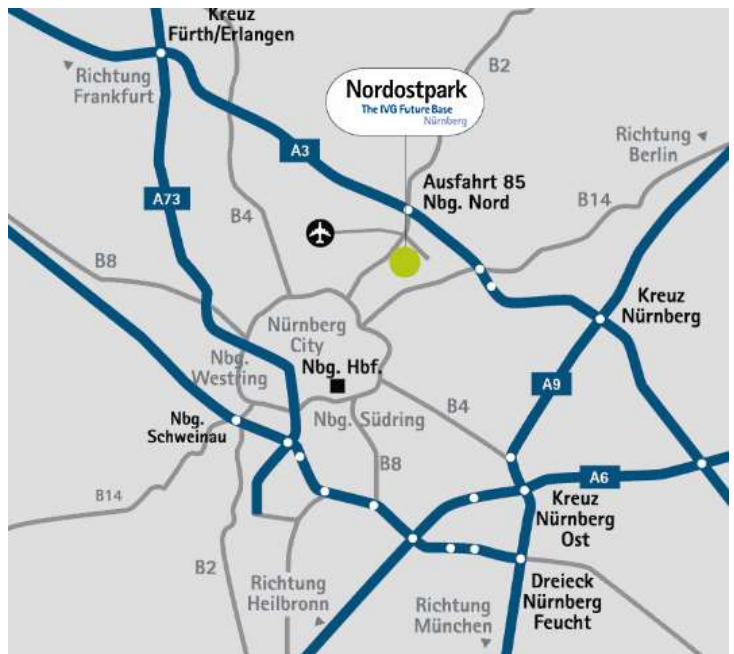 Kreuz
Fürth/Erlangen
Richtung
Frankfurt
B2
Nordostpark
The IVG Future Base
Nürnberg
Richtung
Berlin
A3
A73
Ausfahrt 85
Nbg. Nord
B14
B4
B8
Nürnberg
City
Kreuz
Nürnberg
Nbg.
Westring
Nbg. Hbf.
A9
Nbg.
Schweinau
Nbg. Südring
B4
B8
A6
B14
Kreuz
Nürnberg
Ost
B2
Richtung
Heilbronn
Richtung
München
Dreieck
Nürnberg
Feucht